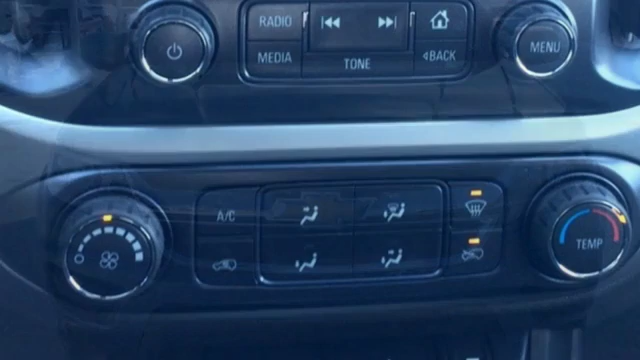 RADIO
MEDIA
TONE
BACK
MENU
A/C
TEMP